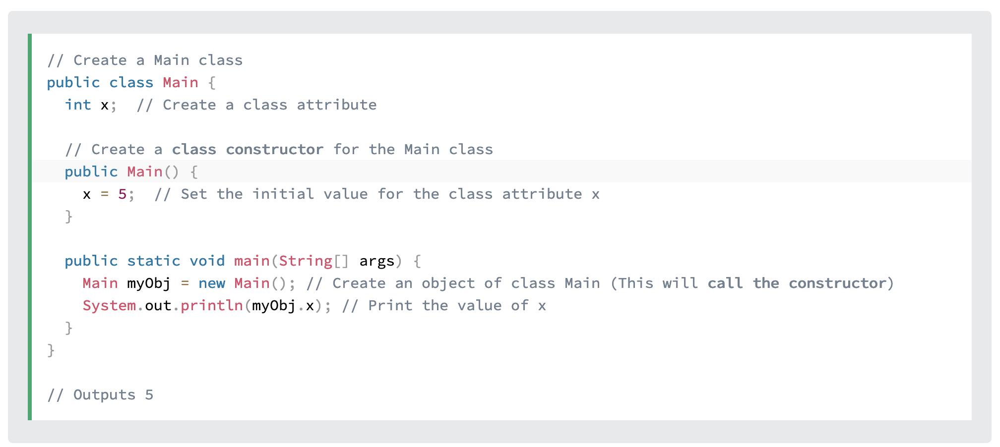 // Create a Main class
public class Main {
  int x;  // Create a class attribute

  // Create a class constructor for the Main class
  public Main() {
    x = 5;  // Set the initial value for the class attribute x
  }

  public static void main(String[] args) {
    Main myObj = new Main(); // Create an object of class Main (This will call the constructor)
    System.out.println(myObj.x); // Print the value of x
  }
}

// Outputs 5